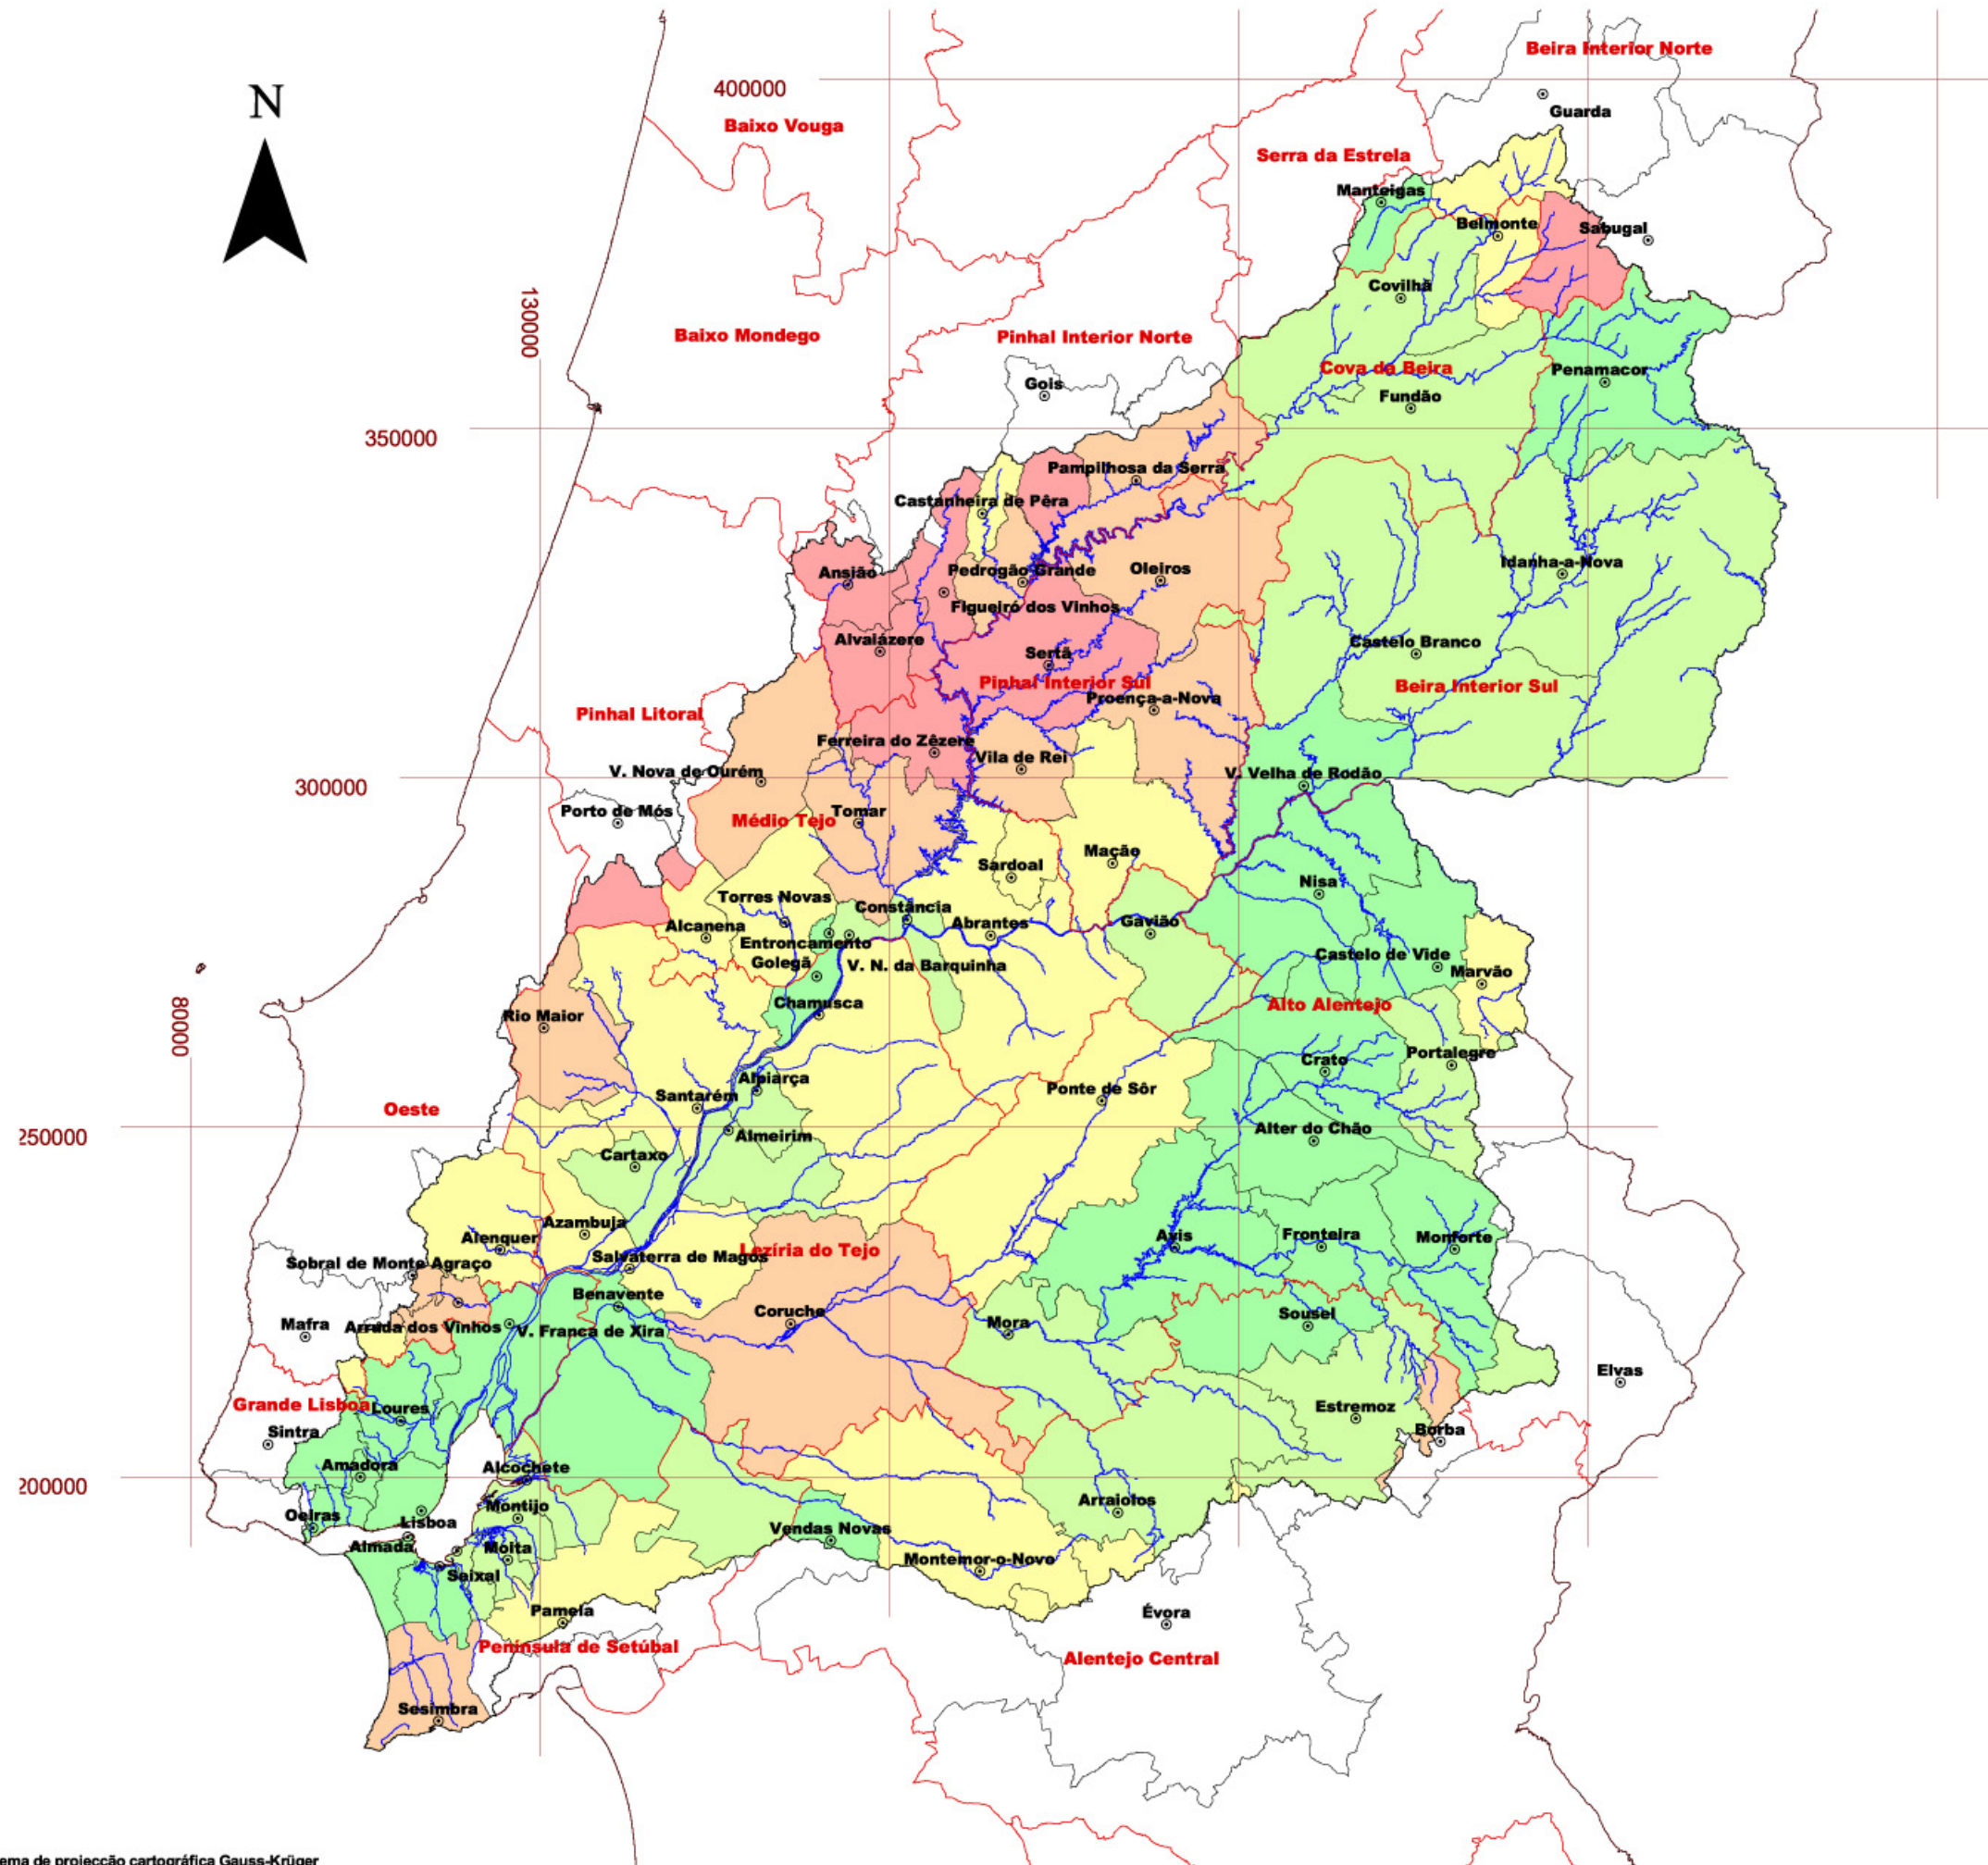 Beira Interior Norte
400000
N
Guarda
Baixo Vouga
Serra da Estrela
Manteigas
Belmonte
Sabugal
Covilhã
130000
Baixo Mondego
Pinhal Interior Norte
Cova da Beira
Penamacor
Gois
Fundão
350000
Pampilhosa da Serra
Castanheira de Pêra
Idanha-a-Nova
Ansião
Pedrogão Grande
Oleiros
Figueiró dos Vinhos
Alvaiázere
Castelo Branco
Sertã
Pinhal Interior Sul
Beira Interior Sul
Proença-a-Nova
Pinhal Litoral
Ferreira do Zêzere
Vila de Rei
V. Nova de Ourém
V. Velha de Rodão
300000
Porto de Mós
Tomar
Médio Tejo
Mação
Sardoal
Nisa
Torres Novas
Constância
Alcanena
Abrantes
Gavião
Entroncamento
Castelo de Vide
Golegã
V. N. da Barquinha
Marvão
Chamusca
Alto Alentejo
Rio Maior
80000
Portalegre
Crato
Alpiarça
Ponte de Sôr
Santarém
Oeste
Alter do Chão
250000
Almeirim
Cartaxo
Azambuja
Avis
Fronteira
Monforte
Alenquer
Lezíria do Tejo
Salvaterra de Magos
Sobral de Monte Agraço
Benavente
Coruche
Sousel
Mafra
Mora
Arruda dos Vinhos
V. Franca de Xira
Elvas
Grande Lisboa
Loures
Estremoz
Sintra
Borba
Amadora
Alcochete
200000
Arraiolos
Montijo
Oeiras
Lisboa
Vendas Novas
Almada
Moita
Montemor-o-Novo
Seixal
Pamela
Évora
Península de Setúbal
Alentejo Central
Sesimbra
ema de projecção cartográfica Gauss-Krüger